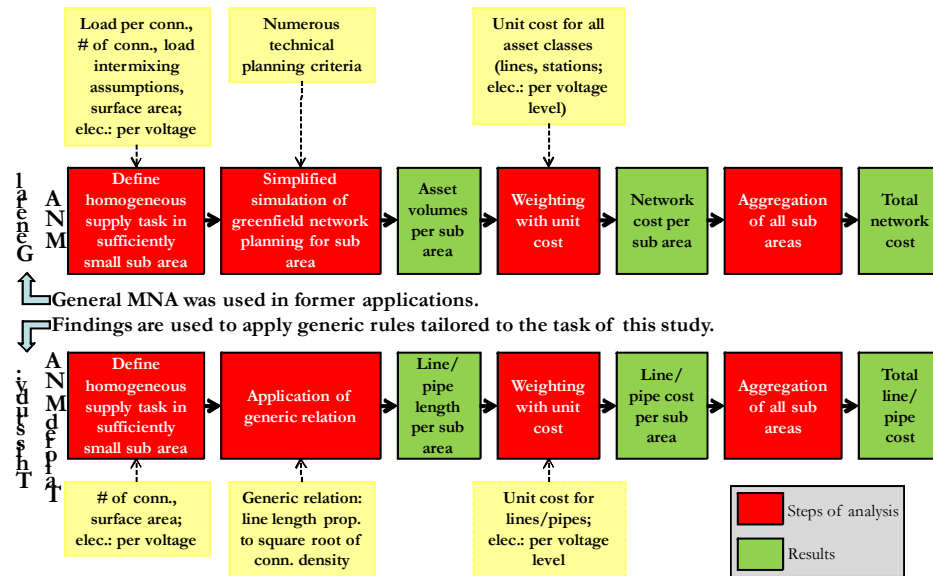 Load per conn.,
# of conn., load
intermixing
assumptions,
surface area;
elec.: per voltage
Numerous
technical
planning criteria
Unit cost for all
asset classes
(lines, stations;
elec.: per voltage
level)
General
MNA
Define
homogeneous
supply task in
sufficiently
small sub area
Simplified
simulation of
greenfield network
planning for sub
area
Asset
volumes
per sub
area
Weighting
with unit
cost
Network
cost per
sub area
Aggregation
of all sub
areas
Total
network
cost
General MNA was used in former applications.
Findings are used to apply generic rules tailored to the task of this study.
This study:
Tailored MNA
Define
homogeneous
supply task in
sufficiently
small sub area
Application of
generic relation
Line/
pipe
length
per sub
area
Weighting
with unit
cost
Line/
pipe cost
per sub
area
Aggregation
of all sub
areas
Total
line/
pipe
cost
# of conn.,
surface area;
elec.: per voltage
Generic relation:
line length prop.
to square root of
conn. density
Unit cost for
lines/pipes;
elec.: per voltage
level
Steps of analysis
Results